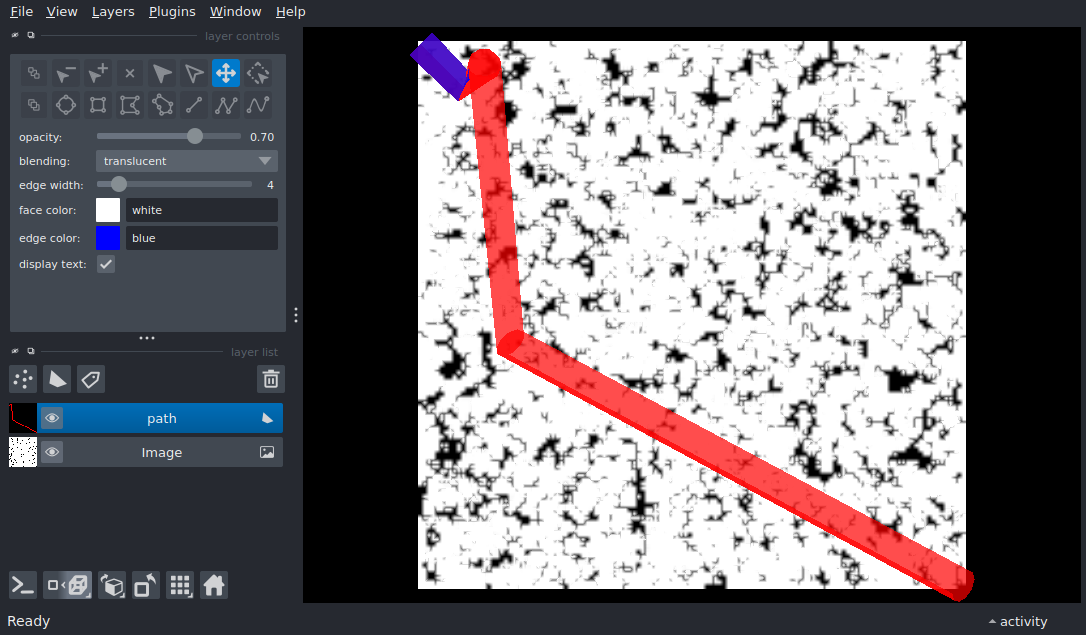 File View Layers Plugins Window Help
layer controls
opacity: 0.70
blending: translucent
edge width: 4
face color: white
edge color: blue
display text:
layer list
path
Image
Ready
activity